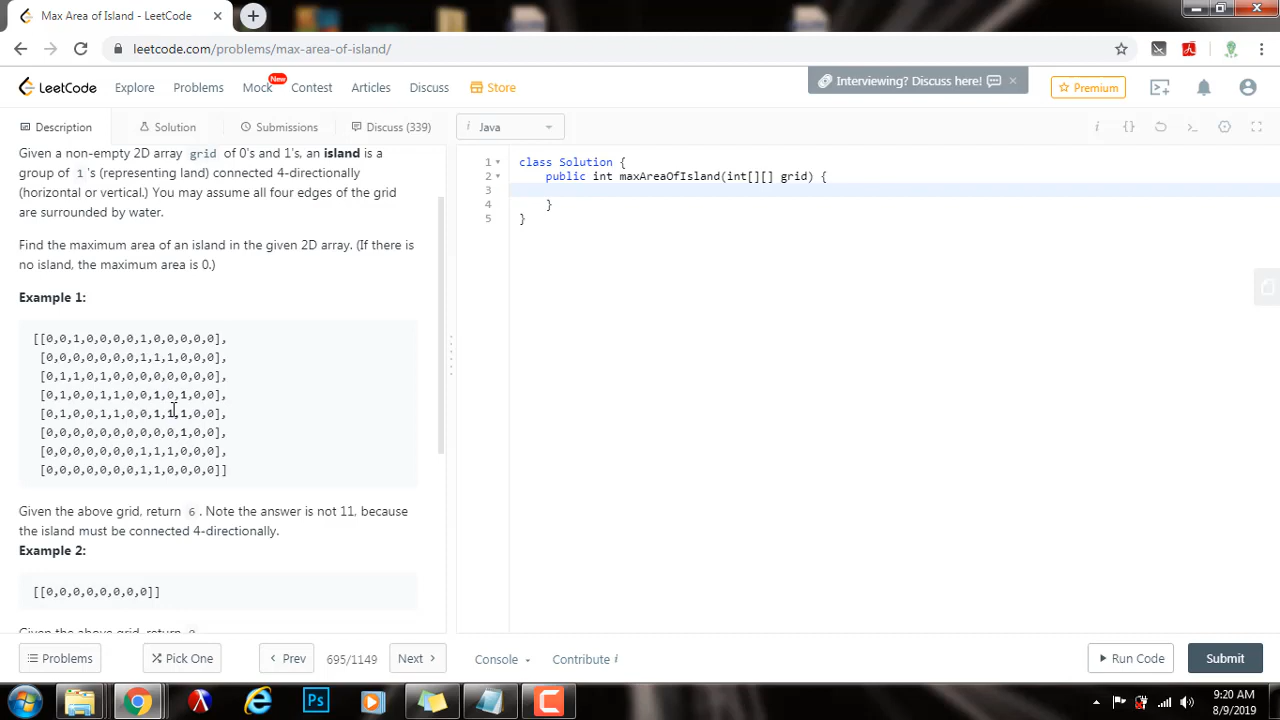 Max Area of Island - LeetCode
leetcode.com/problems/max-area-of-island/
LeetCode
Explore
Problems
Mock
New
Contest
Articles
Discuss
Store
Interviewing? Discuss here!
Premium
Description
Solution
Submissions
Discuss (339)
Given a non-empty 2D array grid of 0's and 1's, an island is a
group of 1 's (representing land) connected 4-directionally
(horizontal or vertical.) You may assume all four edges of the grid
are surrounded by water.
Find the maximum area of an island in the given 2D array. (If there is
no island, the maximum area is 0.)
Example 1:
[[0,0,1,0,0,0,0,1,0,0,0,0,0],
[0,0,0,0,0,0,0,1,1,1,0,0,0],
[0,1,1,0,1,0,0,0,0,0,0,0,0],
[0,1,0,0,1,1,0,0,1,0,1,0,0],
[0,1,0,0,1,1,0,0,1,1,1,0,0],
[0,0,0,0,0,0,0,0,0,0,1,0,0],
[0,0,0,0,0,0,0,1,1,1,0,0,0],
[0,0,0,0,0,0,0,1,1,0,0,0,0]]
Given the above grid, return 6 . Note the answer is not 11, because
the island must be connected 4-directionally.
Example 2:
[[0,0,0,0,0,0,0,0]]
Given the above grid, return 0
Java
1 class Solution {
2 public int maxAreaOfIsland(int[][] grid) {
3
4 }
5 }
Problems
Pick One
Prev
695/1149
Next
Console
Contribute i
Run Code
Submit
9:20 AM
8/9/2019